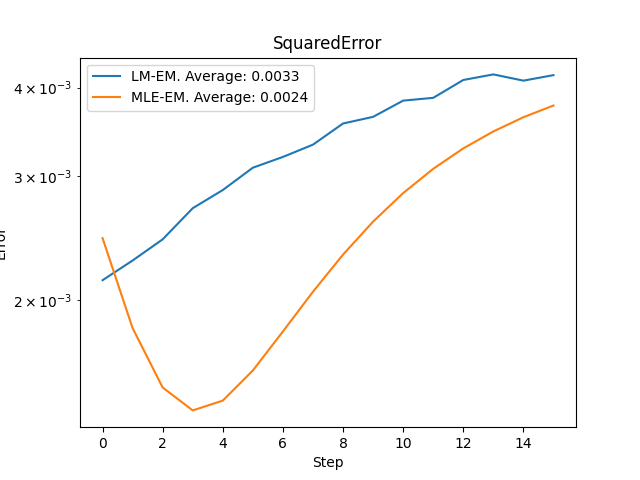 SquaredError
LM-EM. Average: 0.0033
MLE-EM. Average: 0.0024
4 × 10⁻³
3 × 10⁻³
2 × 10⁻³
Error
0 2 4 6 8 10 12 14
Step